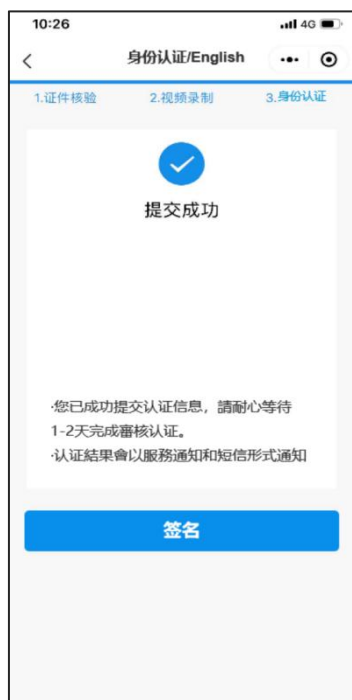 10:26
4G
身份认证/English
1.证件核验 2.视频录制 3.身份认证
提交成功
·您已成功提交认证信息，請耐心等待
1-2天完成審核认证。
·认证結果會以服務通知和短信形式通知
签名